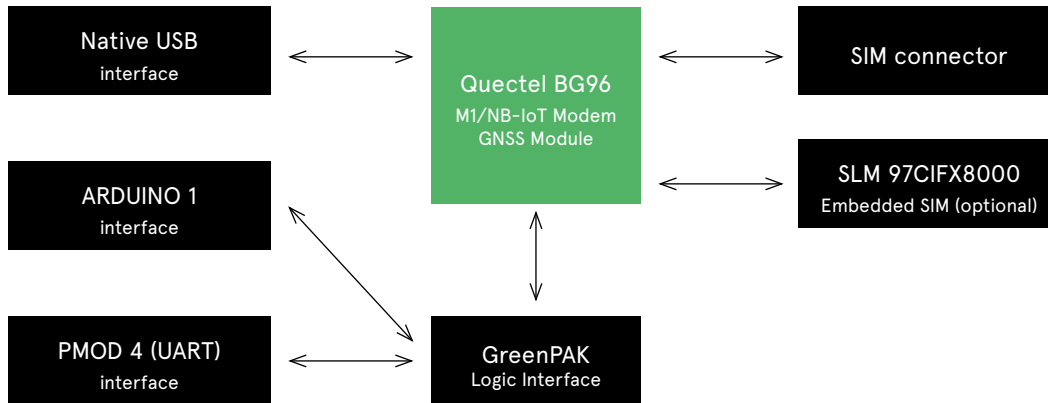 Native USB
interface
Quectel BG96
M1/NB-IoT Modem
GNSS Module
SIM connector
ARDUINO 1
interface
SLM 97CIFX8000
Embedded SIM (optional)
PMOD 4 (UART)
interface
GreenPAK
Logic Interface